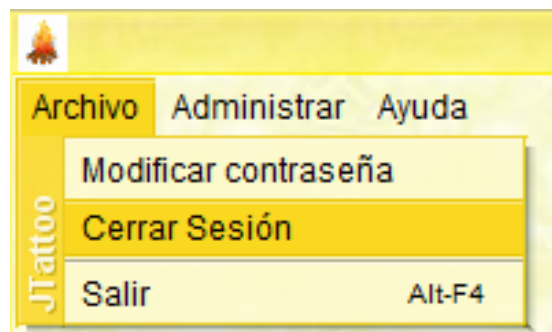 Archivo Administrar Ayuda
Modificar contraseña
Cerrar Sesión
Salir Alt-F4
JTattoo